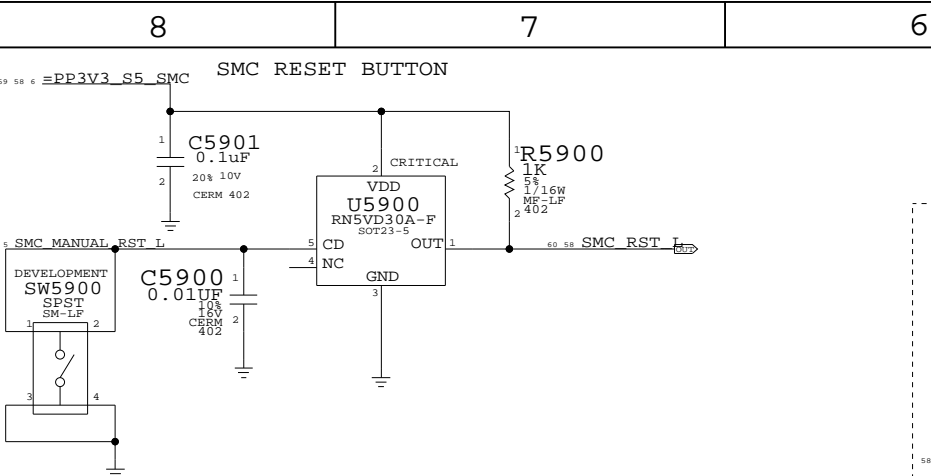 8
7
6
SMC RESET BUTTON
59 58 6 =PP3V3_S5_SMC
1
C5901
0.1uF
20% 10V
CERM 402
2
2
CRITICAL
VDD
U5900
RN5VD30A-F
SOT23-5
1
R5900
1K
5%
1/16W
MF-LF
402
2
5 SMC_MANUAL_RST_L
5
CD
OUT
1
4
NC
GND
3
60 58 SMC_RST_L
OUT
DEVELOPMENT
SW5900
SPST
SM-LF
1
2
3
4
C5900
0.01UF
10%
16V
CERM
402
1
2
58